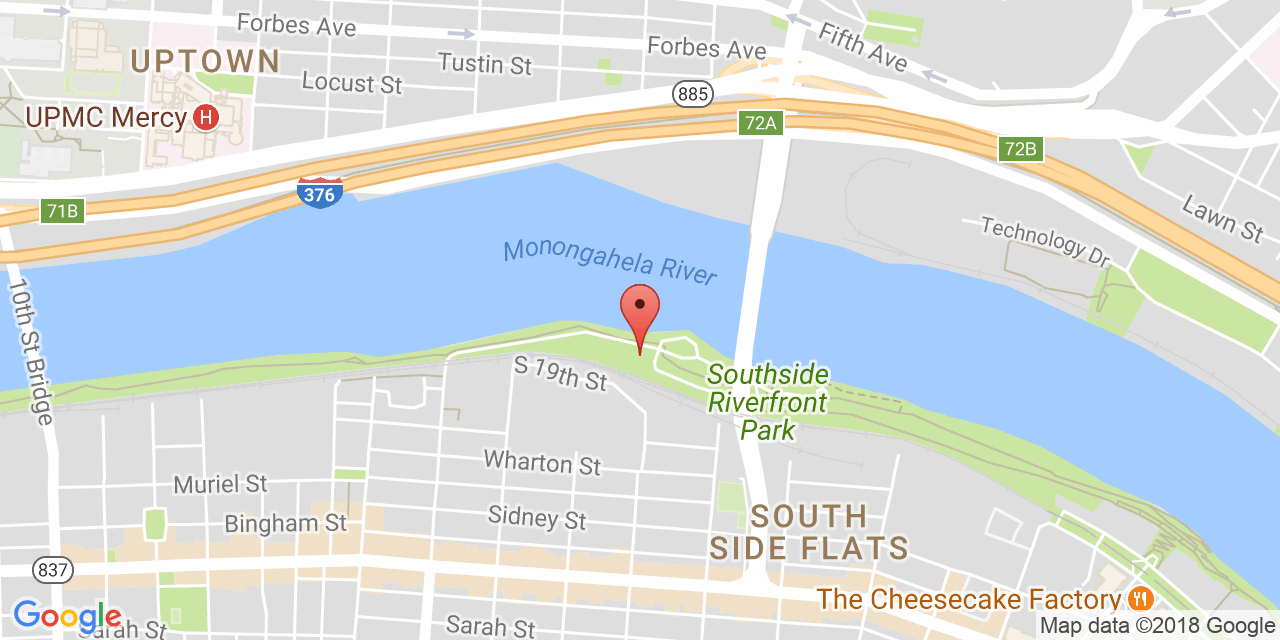 Forbes Ave
Forbes Ave
Fifth Ave
UPTOWN
Tustin St
Locust St
885
UPMC Mercy
H
72A
72B
376
71B
Lawn St
Technology Dr
Monongahela River
10th St Bridge
S 19th St
Southside
Riverfront
Park
Wharton St
Muriel St
Sidney St
Bingham St
SOUTH
SIDE FLATS
837
The Cheesecake Factory
Google
Sarah St
Sarah St
Map data ©2018 Google